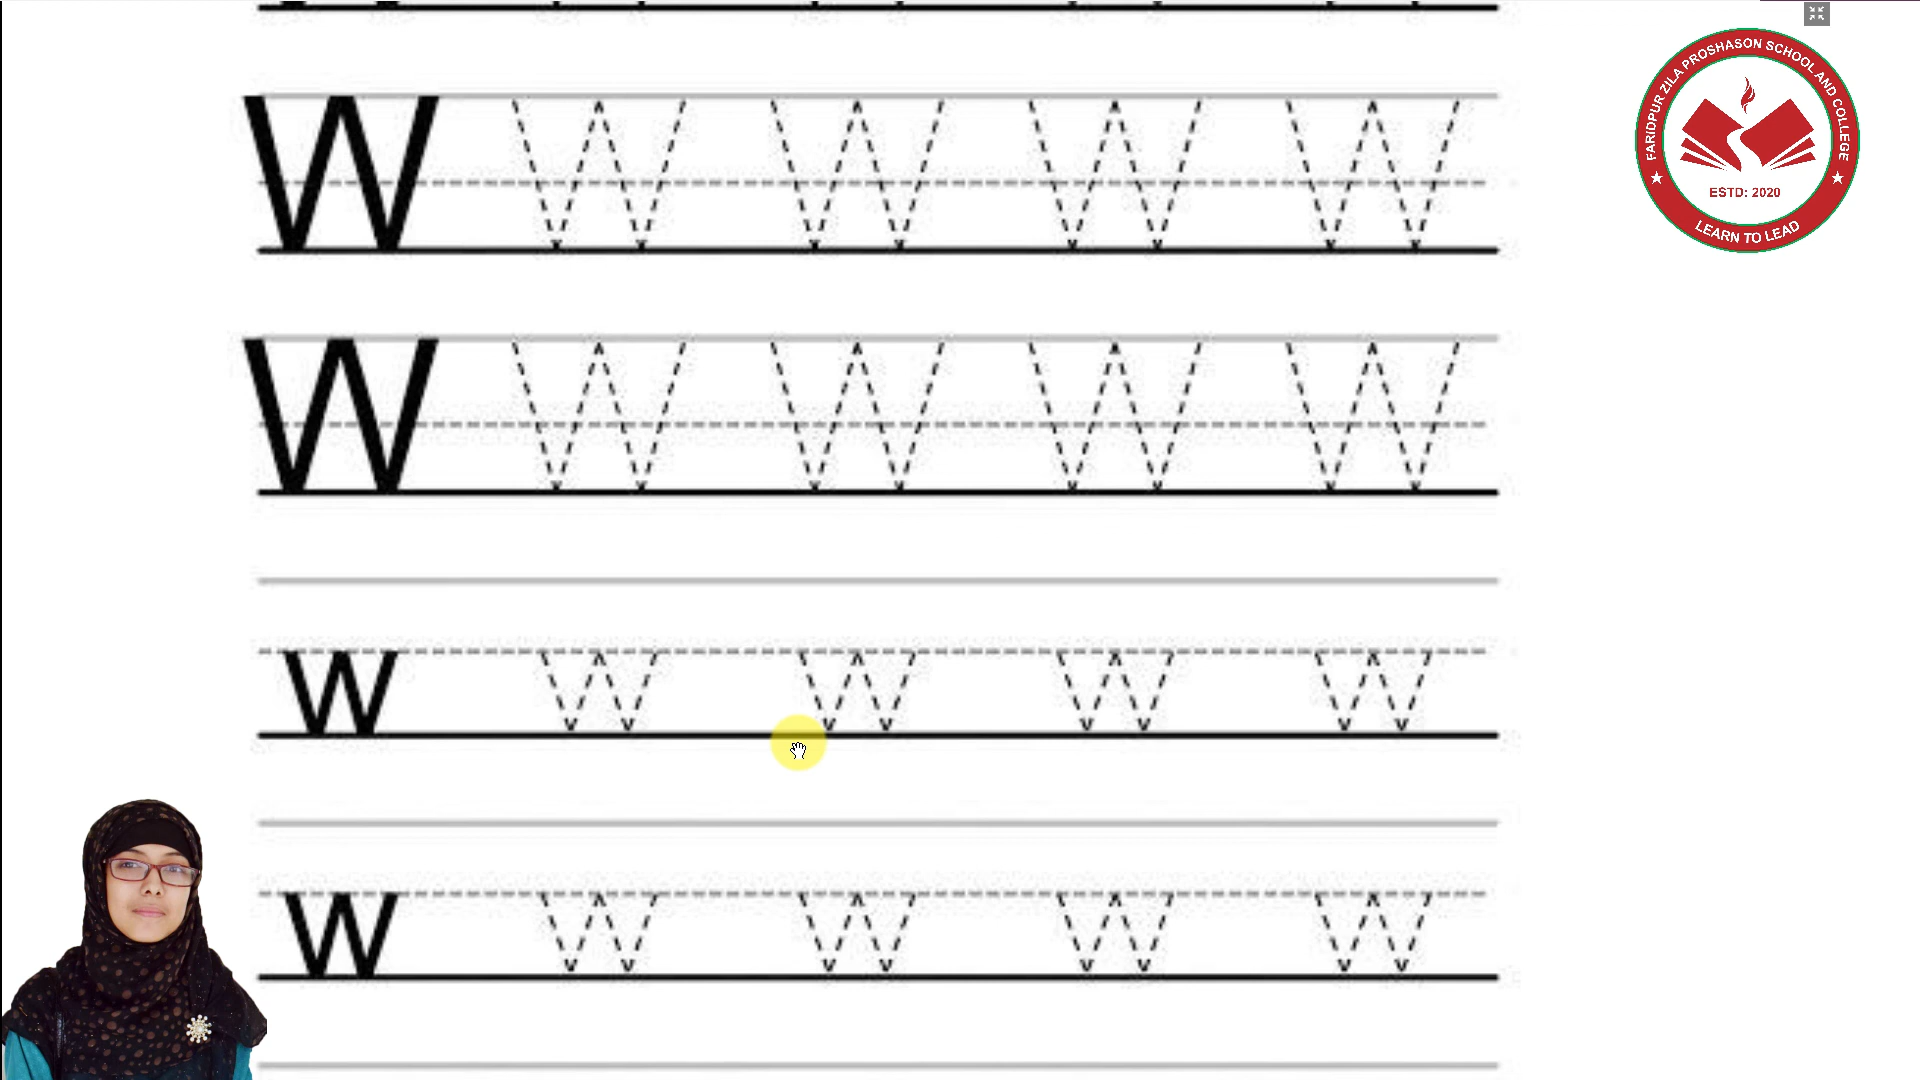 W W W W W
W W W W W
w w w w w
w w w w w
FARIDPUR ZILA PROSHASON SCHOOL AND COLLEGE
ESTD: 2020
LEARN TO LEAD